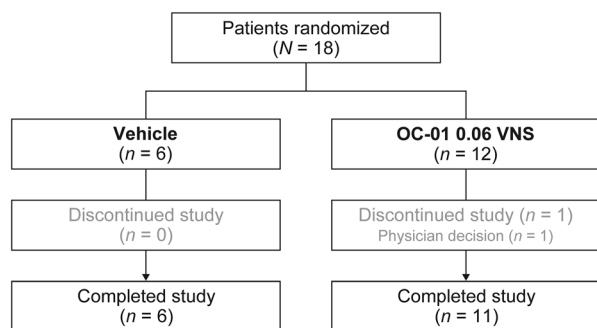 Patients randomized
(N = 18)
Vehicle
(n = 6)
OC-01 0.06 VNS
(n = 12)
Discontinued study
(n = 0)
Discontinued study (n = 1)
Physician decision (n = 1)
Completed study
(n = 6)
Completed study
(n = 11)